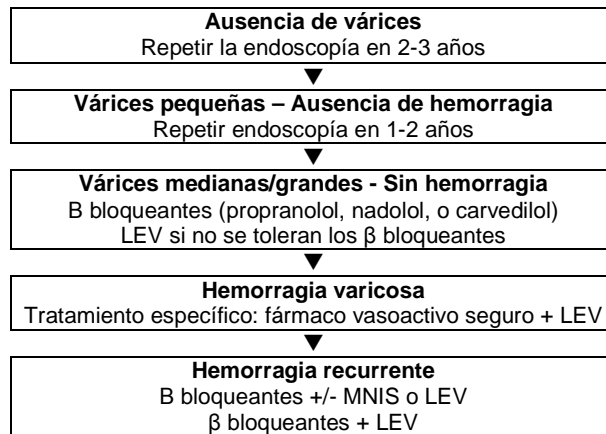 Ausencia de várices
Repetir la endoscopía en 2-3 años
Várices pequeñas – Ausencia de hemorragia
Repetir endoscopía en 1-2 años
Várices medianas/grandes - Sin hemorragia
B bloqueantes (propranolol, nadolol, o carvedilol)
LEV si no se toleran los β bloqueantes
Hemorragia varicosa
Tratamiento específico: fármaco vasoactivo seguro + LEV
Hemorragia recurrente
B bloqueantes +/- MNIS o LEV
β bloqueantes + LEV